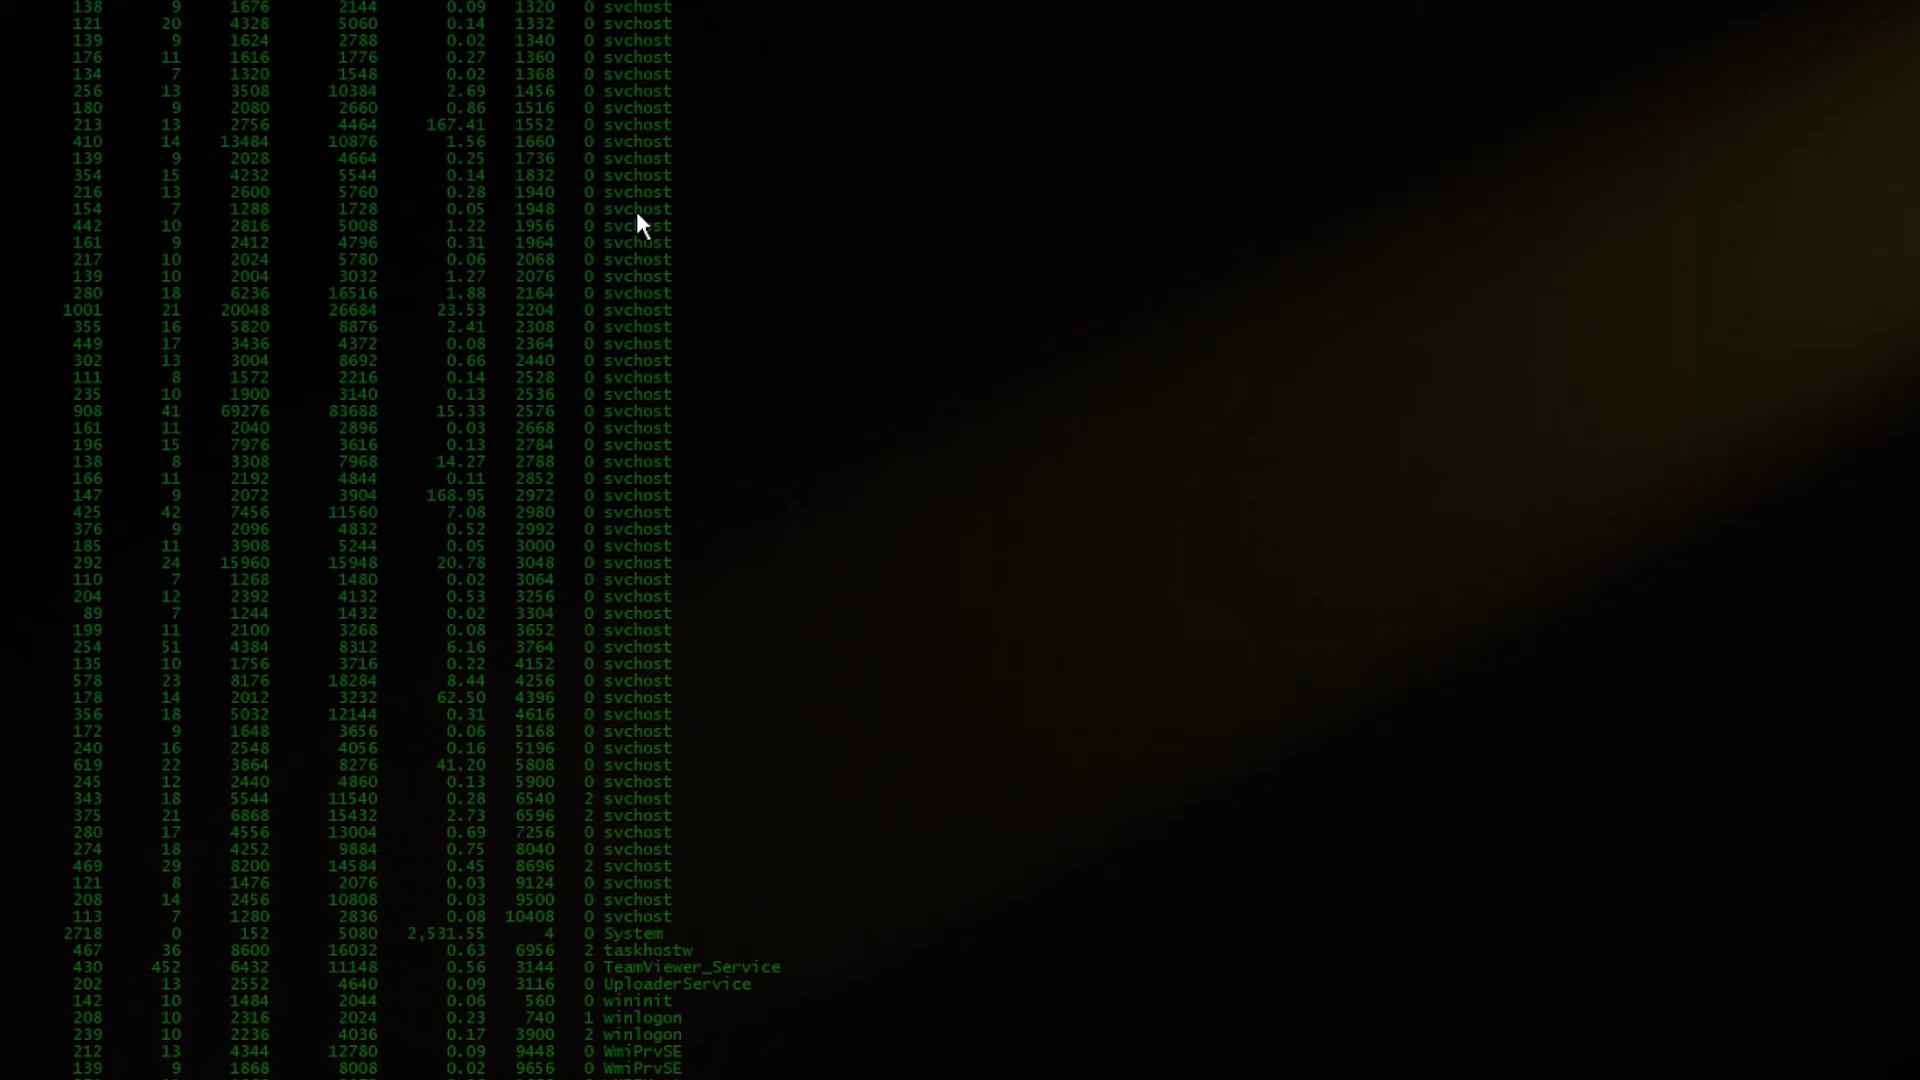 138 9 1676 2144 0.09 1320 0 svchost
121 20 4328 5060 0.14 1332 0 svchost
139 9 1624 2788 0.02 1340 0 svchost
176 11 1616 1776 0.27 1360 0 svchost
134 7 1320 1548 0.02 1368 0 svchost
256 13 3508 10384 2.69 1456 0 svchost
180 9 2080 2660 0.86 1516 0 svchost
213 13 2756 4464 167.41 1552 0 svchost
410 14 13484 10876 1.56 1660 0 svchost
139 9 2028 4664 0.25 1736 0 svchost
354 15 4232 5544 0.14 1832 0 svchost
216 13 2600 5760 0.28 1940 0 svchost
154 7 1288 1728 0.05 1948 0 svchost
442 10 2816 5008 1.22 1956 0 svchost
161 9 2412 4796 0.31 1964 0 svchost
217 10 2024 5780 0.06 2068 0 svchost
139 10 2004 3032 1.27 2076 0 svchost
280 18 6236 16516 1.88 2164 0 svchost
1001 21 20048 26684 23.53 2204 0 svchost
355 16 5820 8876 2.41 2308 0 svchost
449 17 3436 4372 0.08 2364 0 svchost
302 13 3004 8692 0.66 2440 0 svchost
111 8 1572 2216 0.14 2528 0 svchost
235 10 1900 3140 0.13 2536 0 svchost
908 41 69276 83688 15.33 2576 0 svchost
161 11 2040 2896 0.03 2668 0 svchost
196 15 7976 3616 0.13 2784 0 svchost
138 8 3308 7968 14.27 2788 0 svchost
166 11 2192 4844 0.11 2852 0 svchost
147 9 2072 3904 168.95 2972 0 svchost
425 42 7456 11560 7.08 2980 0 svchost
376 9 2096 4832 0.52 2992 0 svchost
185 11 3908 5244 0.05 3000 0 svchost
292 24 15960 15948 20.78 3048 0 svchost
110 7 1268 1480 0.02 3064 0 svchost
204 12 2392 4132 0.53 3256 0 svchost
89 7 1244 1432 0.02 3304 0 svchost
199 11 2100 3268 0.08 3652 0 svchost
254 51 4384 8312 6.16 3764 0 svchost
135 10 1756 3716 0.22 4152 0 svchost
578 23 8176 18284 8.44 4256 0 svchost
178 14 2012 3232 62.50 4396 0 svchost
356 18 5032 12144 0.31 4616 0 svchost
172 9 1648 3656 0.06 5168 0 svchost
240 16 2548 4056 0.16 5196 0 svchost
619 22 3864 8276 41.20 5808 0 svchost
245 12 2440 4860 0.13 5900 0 svchost
343 18 5544 11540 0.28 6540 2 svchost
375 21 6868 15432 2.73 6596 2 svchost
280 17 4556 13004 0.69 7256 0 svchost
274 18 4252 9884 0.75 8040 0 svchost
469 29 8200 14584 0.45 8696 2 svchost
121 8 1476 2076 0.03 9124 0 svchost
208 14 2456 10808 0.03 9500 0 svchost
113 7 1280 2836 0.08 10408 0 svchost
2718 0 152 5080 2,531.55 4 0 System
467 36 8600 16032 0.63 6956 2 taskhostw
430 452 6432 11148 0.56 3144 0 TeamViewer_Service
202 13 2552 4640 0.09 3116 0 UploaderService
142 10 1484 2044 0.06 560 0 wininit
208 10 2316 2024 0.23 740 1 winlogon
239 10 2236 4036 0.17 3900 2 winlogon
212 13 4344 12780 0.09 9448 0 WmiPrvSE
139 9 1868 8008 0.02 9656 0 WmiPrvSE